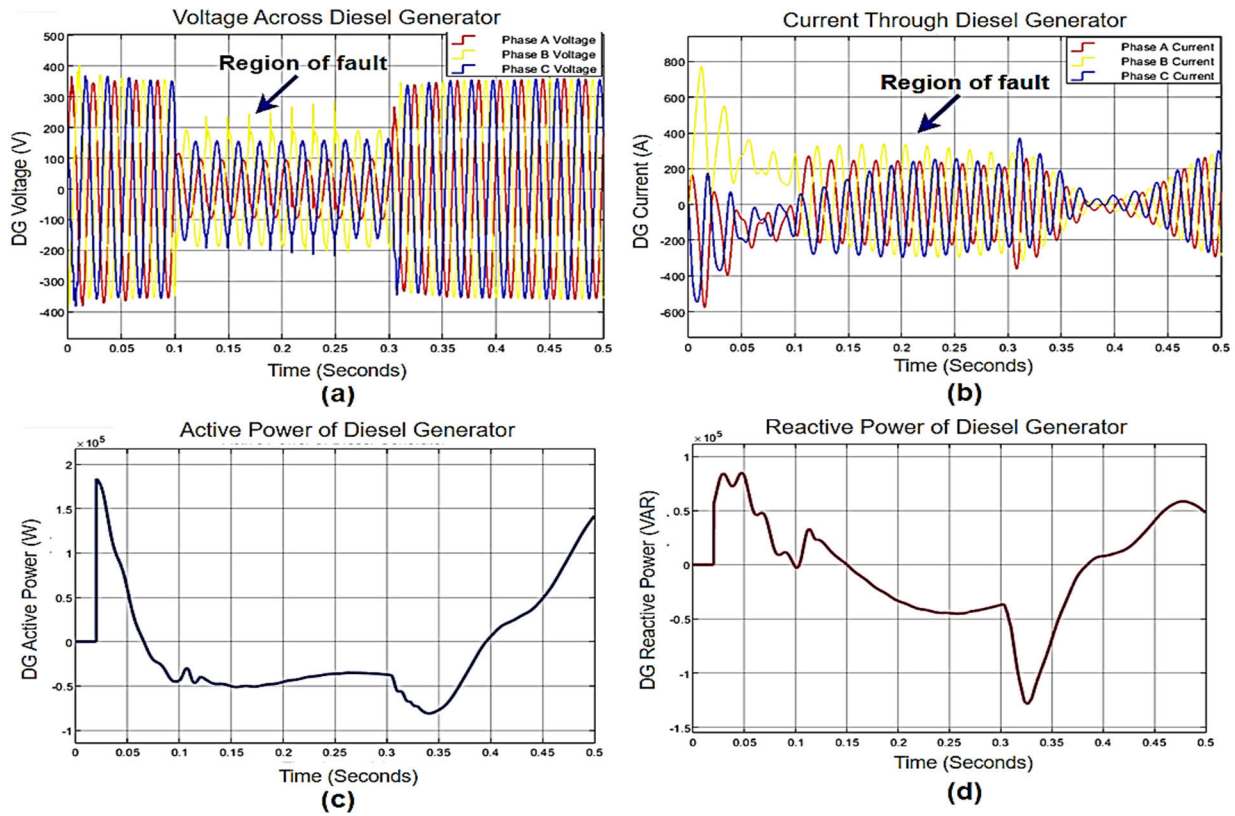 Voltage Across Diesel Generator
500
400
300
200
100
0
-100
-200
-300
-400
DG Voltage (V)
Region of fault
Phase A Voltage
Phase B Voltage
Phase C Voltage
0 0.05 0.1 0.15 0.2 0.25 0.3 0.35 0.4 0.45 0.5
Time (Seconds)
(a)
Current Through Diesel Generator
800
600
400
200
0
-200
-400
-600
DG Current (A)
Region of fault
Phase A Current
Phase B Current
Phase C Current
0 0.05 0.1 0.15 0.2 0.25 0.3 0.35 0.4 0.45 0.5
Time (Seconds)
(b)
Active Power of Diesel Generator
× 10⁵
2
1.5
1
0.5
0
-0.5
-1
DG Active Power (W)
0 0.05 0.1 0.15 0.2 0.25 0.3 0.35 0.4 0.45 0.5
Time (Seconds)
(c)
Reactive Power of Diesel Generator
× 10⁵
1
0.5
0
-0.5
-1
-1.5
DG Reactive Power (VAR)
0 0.05 0.1 0.15 0.2 0.25 0.3 0.35 0.4 0.45 0.5
Time (Seconds)
(d)